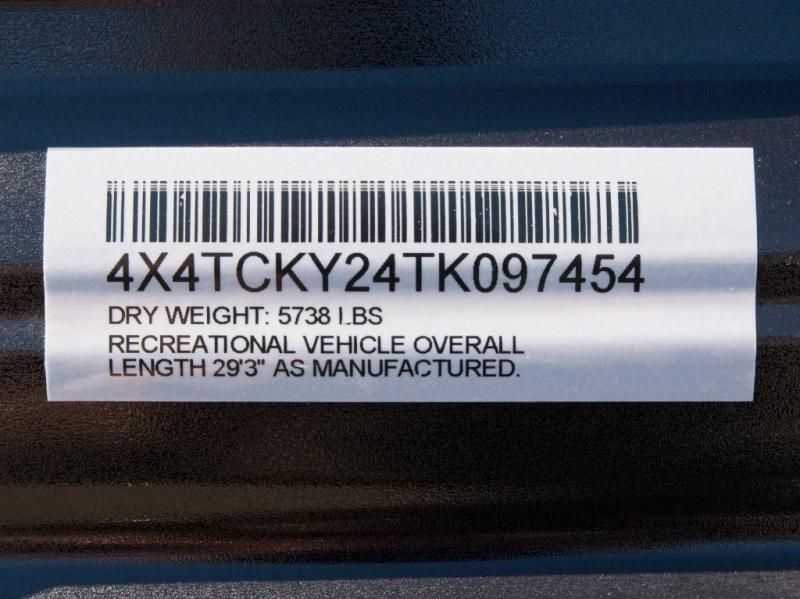 4X4TCKY24TK097454
DRY WEIGHT: 5738 LBS
RECREATIONAL VEHICLE OVERALL
LENGTH 29'3" AS MANUFACTURED.